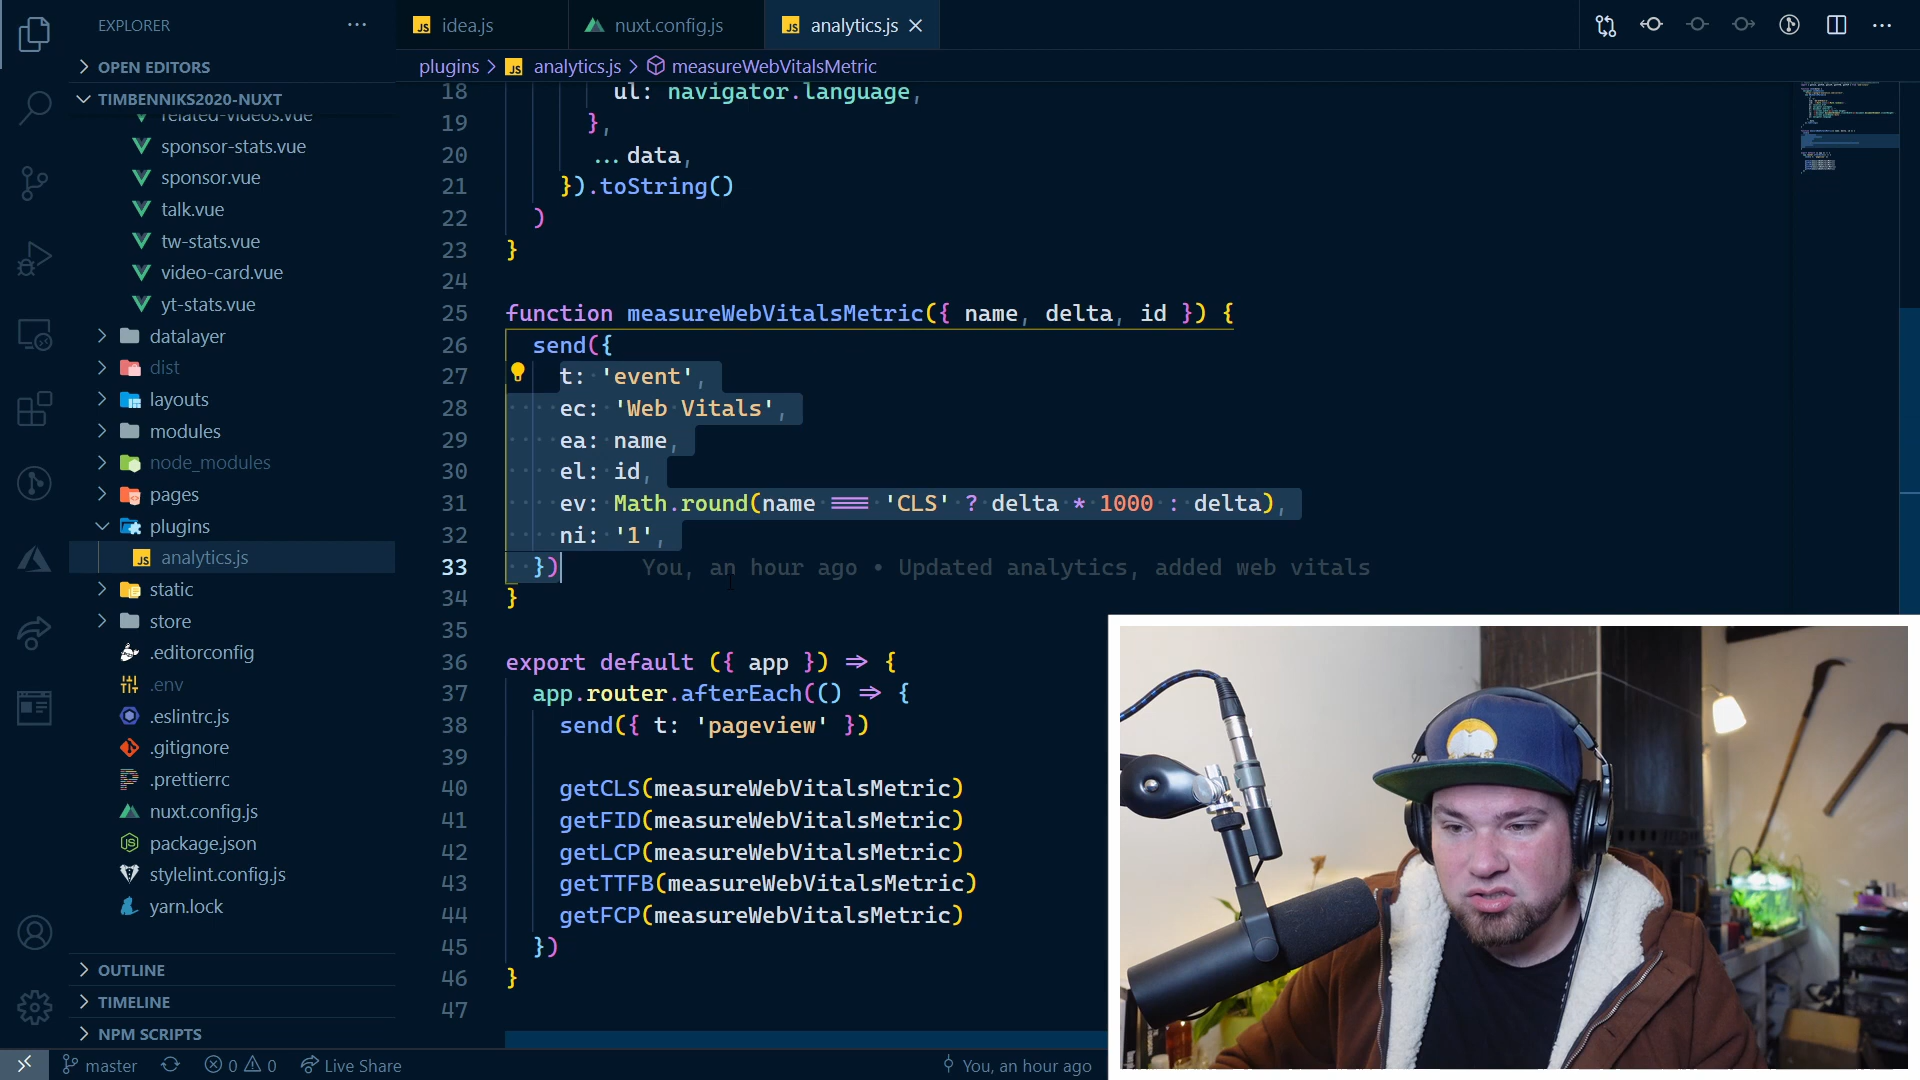 EXPLORER
OPEN EDITORS
TIMBENNIKS2020-NUXT
related-videos.vue
sponsor-stats.vue
sponsor.vue
talk.vue
tw-stats.vue
video-card.vue
yt-stats.vue
datalayer
dist
layouts
modules
node_modules
pages
plugins
JS analytics.js
static
store
.editorconfig
.env
.eslintrc.js
.gitignore
.prettierrc
nuxt.config.js
package.json
stylelint.config.js
yarn.lock
OUTLINE
TIMELINE
NPM SCRIPTS
JS idea.js
nuxt.config.js
JS analytics.js
plugins > JS analytics.js > measureWebVitalsMetric
18 ul: navigator.language,
19 },
20 ...data,
21 }).toString()
22 )
23 }
24
25 function measureWebVitalsMetric({ name, delta, id }) {
26 send({
27 t: 'event',
28 ec: 'Web Vitals',
29 ea: name,
30 el: id,
31 ev: Math.round(name === 'CLS' ? delta * 1000 : delta),
32 ni: '1',
33 }) You, an hour ago • Updated analytics, added web vitals
34 }
35
36 export default ({ app }) => {
37 app.router.afterEach(() => {
38 send({ t: 'pageview' })
39
40 getCLS(measureWebVitalsMetric)
41 getFID(measureWebVitalsMetric)
42 getLCP(measureWebVitalsMetric)
43 getTTFB(measureWebVitalsMetric)
44 getFCP(measureWebVitalsMetric)
45 })
46 }
47
master 0 0 Live Share You, an hour ago